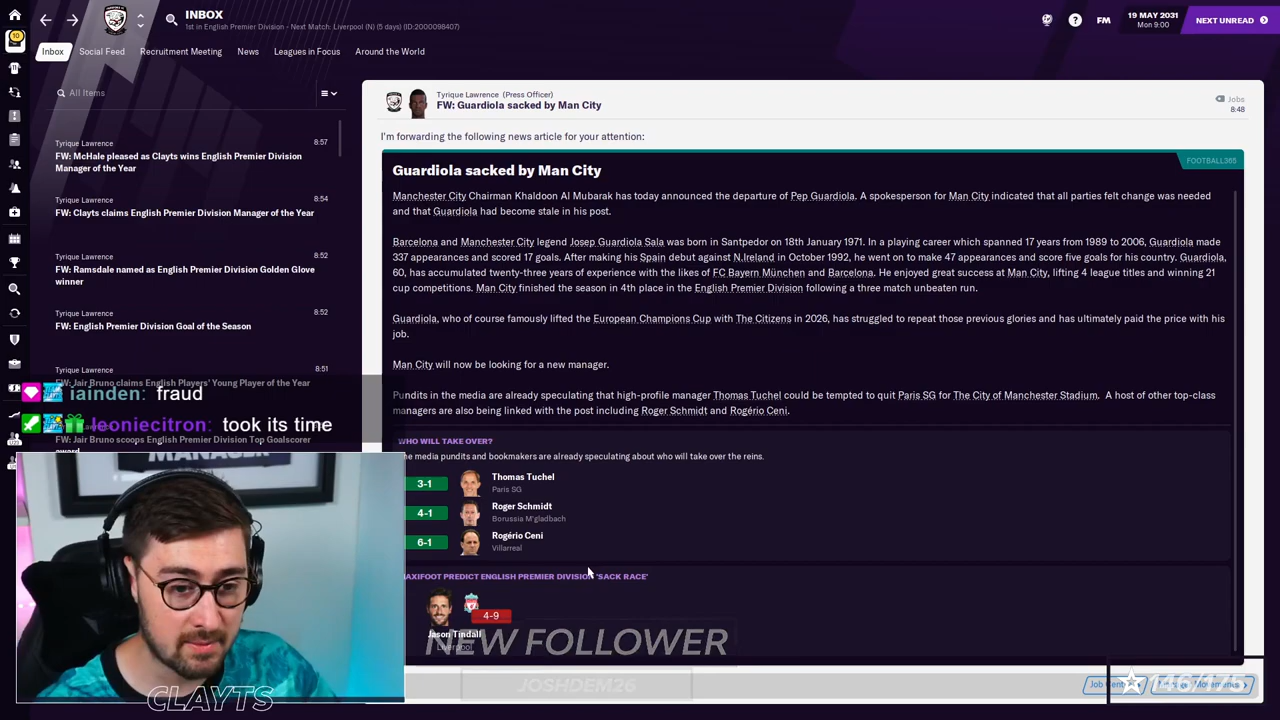 INBOX
1st in English Premier Division - Next Match: Liverpool (N) (5 days) (ID:2000098407)
FM
19 MAY 2031
Mon 9:00
NEXT UNREAD
10
Inbox
Social Feed
Recruitment Meeting
News
Leagues in Focus
Around the World
All Items
Tyrique Lawrence
8:57
FW: McHale pleased as Clayts wins English Premier Division
Manager of the Year
Tyrique Lawrence
8:54
FW: Clayts claims English Premier Division Manager of the Year
Tyrique Lawrence
8:52
FW: Ramsdale named as English Premier Division Golden Glove
winner
Tyrique Lawrence
8:52
FW: English Premier Division Goal of the Season
Tyrique Lawrence
8:51
FW: Jair Bruno claims English Players' Young Player of the Year
iainden: fraud
leoniecitron: took its time
FW: Jair Bruno scoops English Premier Division Top Goalscorer
award
Tyrique Lawrence (Press Officer)
FW: Guardiola sacked by Man City
Jobs
8:48
I'm forwarding the following news article for your attention:
FOOTBALL365
Guardiola sacked by Man City
Manchester City Chairman Khaldoon Al Mubarak has today announced the departure of Pep Guardiola. A spokesperson for Man City indicated that all parties felt change was needed
and that Guardiola had become stale in his post.
Barcelona and Manchester City legend Josep Guardiola Sala was born in Santpedor on 18th January 1971. In a playing career which spanned 17 years from 1989 to 2006, Guardiola made
337 appearances and scored 17 goals. After making his Spain debut against N.Ireland in October 1992, he went on to make 47 appearances and score five goals for his country. Guardiola,
60, has accumulated twenty-three years of experience with the likes of FC Bayern München and Barcelona. He enjoyed great success at Man City, lifting 4 league titles and winning 21
cup competitions. Man City finished the season in 4th place in the English Premier Division following a three match unbeaten run.
Guardiola, who of course famously lifted the European Champions Cup with The Citizens in 2026, has struggled to repeat those previous glories and has ultimately paid the price with his
job.
Man City will now be looking for a new manager.
Pundits in the media are already speculating that high-profile manager Thomas Tuchel could be tempted to quit Paris SG for The City of Manchester Stadium. A host of other top-class
managers are also being linked with the post including Roger Schmidt and Rogério Ceni.
WHO WILL TAKE OVER?
The media pundits and bookmakers are already speculating about who will take over the reins.
3-1
Thomas Tuchel
Paris SG
4-1
Roger Schmidt
Borussia M'gladbach
6-1
Rogério Ceni
Villarreal
MAXIFOOT PREDICT ENGLISH PREMIER DIVISION 'SACK RACE'
4-9
Jason Tindall
Liverpool
NEW FOLLOWER
JOSHDEM26
MANAGER
CLAYTS
Job Centre
Manager Movements
146/175